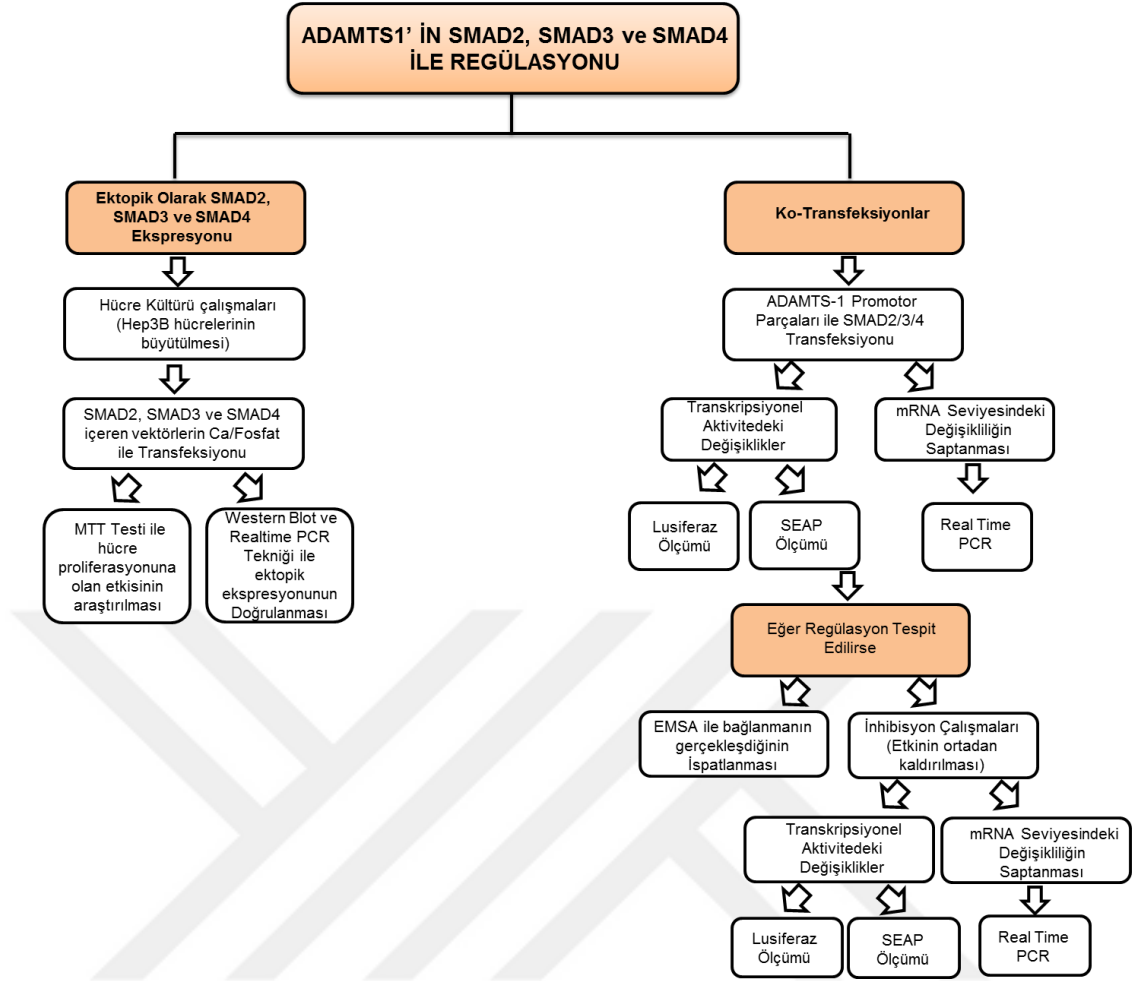 ADAMTS1' İN SMAD2, SMAD3 ve SMAD4
İLE REGÜLASYONU
Ektopik Olarak SMAD2,
SMAD3 ve SMAD4
Ekspresyonu
Hücre Kültürü çalışmaları
(Hep3B hücrelerinin
büyütülmesi)
SMAD2, SMAD3 ve SMAD4
içeren vektörlerin Ca/Fosfat
ile Transfeksiyonu
MTT Testi ile
hücre
proliferasyonuna
olan etkisinin
araştırılması
Western Blot ve
Realtime PCR
Tekniği ile
ektopik
ekspresyonunun
Doğrulanması
Ko-Transfeksiyonlar
ADAMTS-1 Promotor
Parçaları ile SMAD2/3/4
Transfeksiyonu
Transkripsiyonel
Aktivitedeki
Değişiklikler
mRNA Seviyesindeki
Değişikliliğin
Saptanması
Lusiferaz
Ölçümü
SEAP
Ölçümü
Real Time
PCR
Eğer Regülasyon Tespit
Edilirse
EMSA ile bağlanmanın
gerçekleşdiğinin
İspatlanması
İnhibisyon Çalışmaları
(Etkinin ortadan
kaldırılması)
Transkripsiyonel
Aktivitedeki
Değişiklikler
mRNA Seviyesindeki
Değişikliliğin
Saptanması
Lusiferaz
Ölçümü
SEAP
Ölçümü
Real Time
PCR